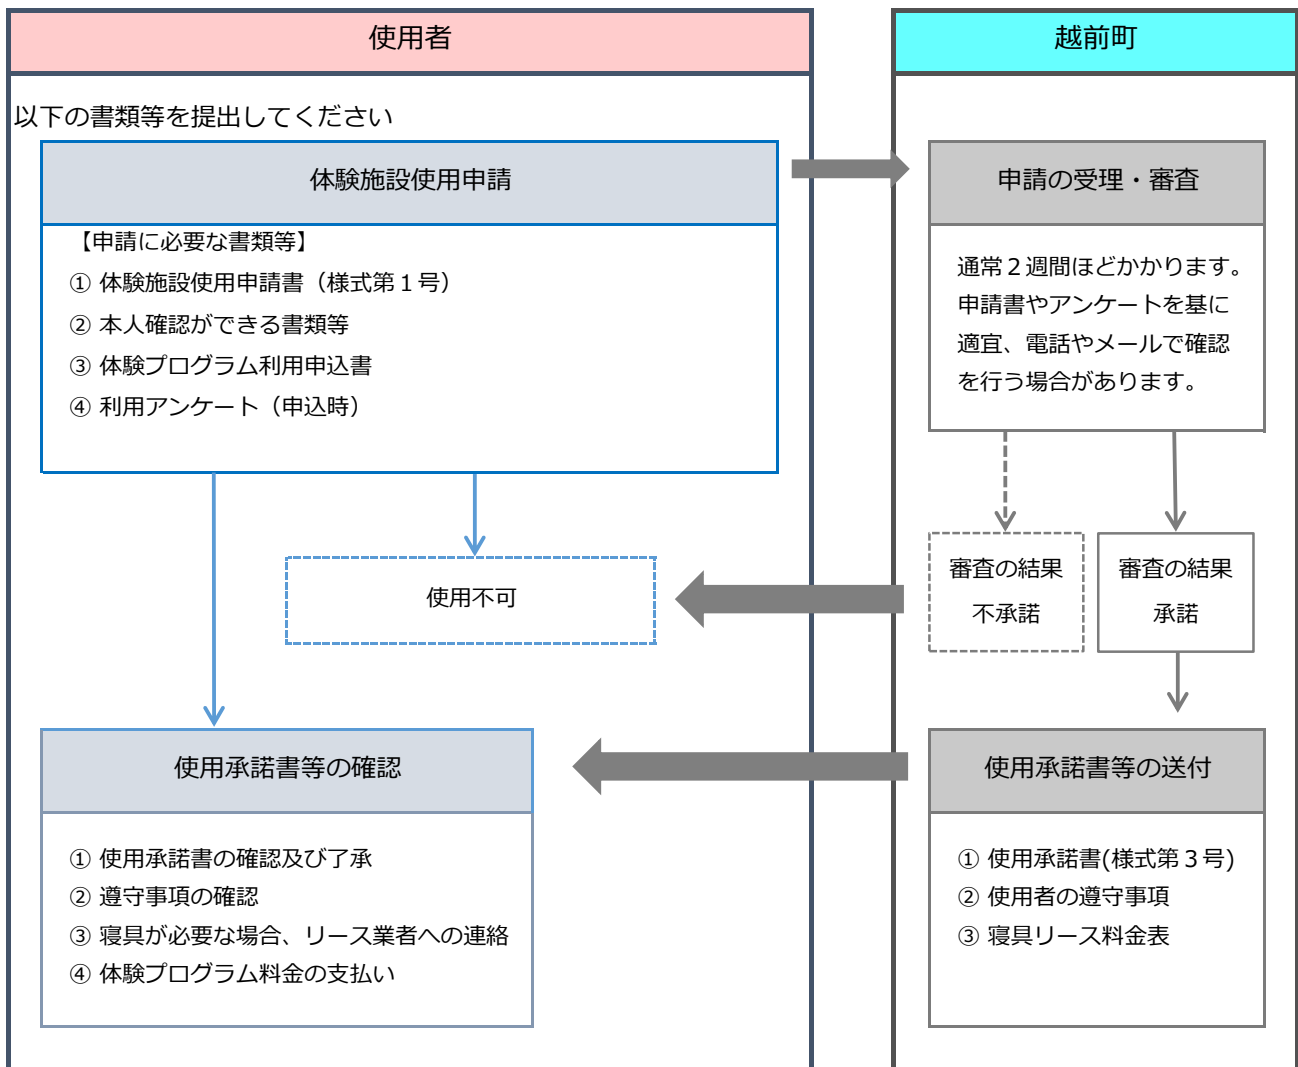 使用者
越前町
以下の書類等を提出してください
体験施設使用申請
【申請に必要な書類等】
① 体験施設使用申請書（様式第１号）
② 本人確認ができる書類等
③ 体験プログラム利用申込書
④ 利用アンケート（申込時）
申請の受理・審査
通常２週間ほどかかります。
申請書やアンケートを基に
適宜、電話やメールで確認
を行う場合があります。
使用不可
審査の結果
不承諾
審査の結果
承諾
使用承諾書等の確認
① 使用承諾書の確認及び了承
② 遵守事項の確認
③ 寝具が必要な場合、リース業者への連絡
④ 体験プログラム料金の支払い
使用承諾書等の送付
① 使用承諾書(様式第３号)
② 使用者の遵守事項
③ 寝具リース料金表